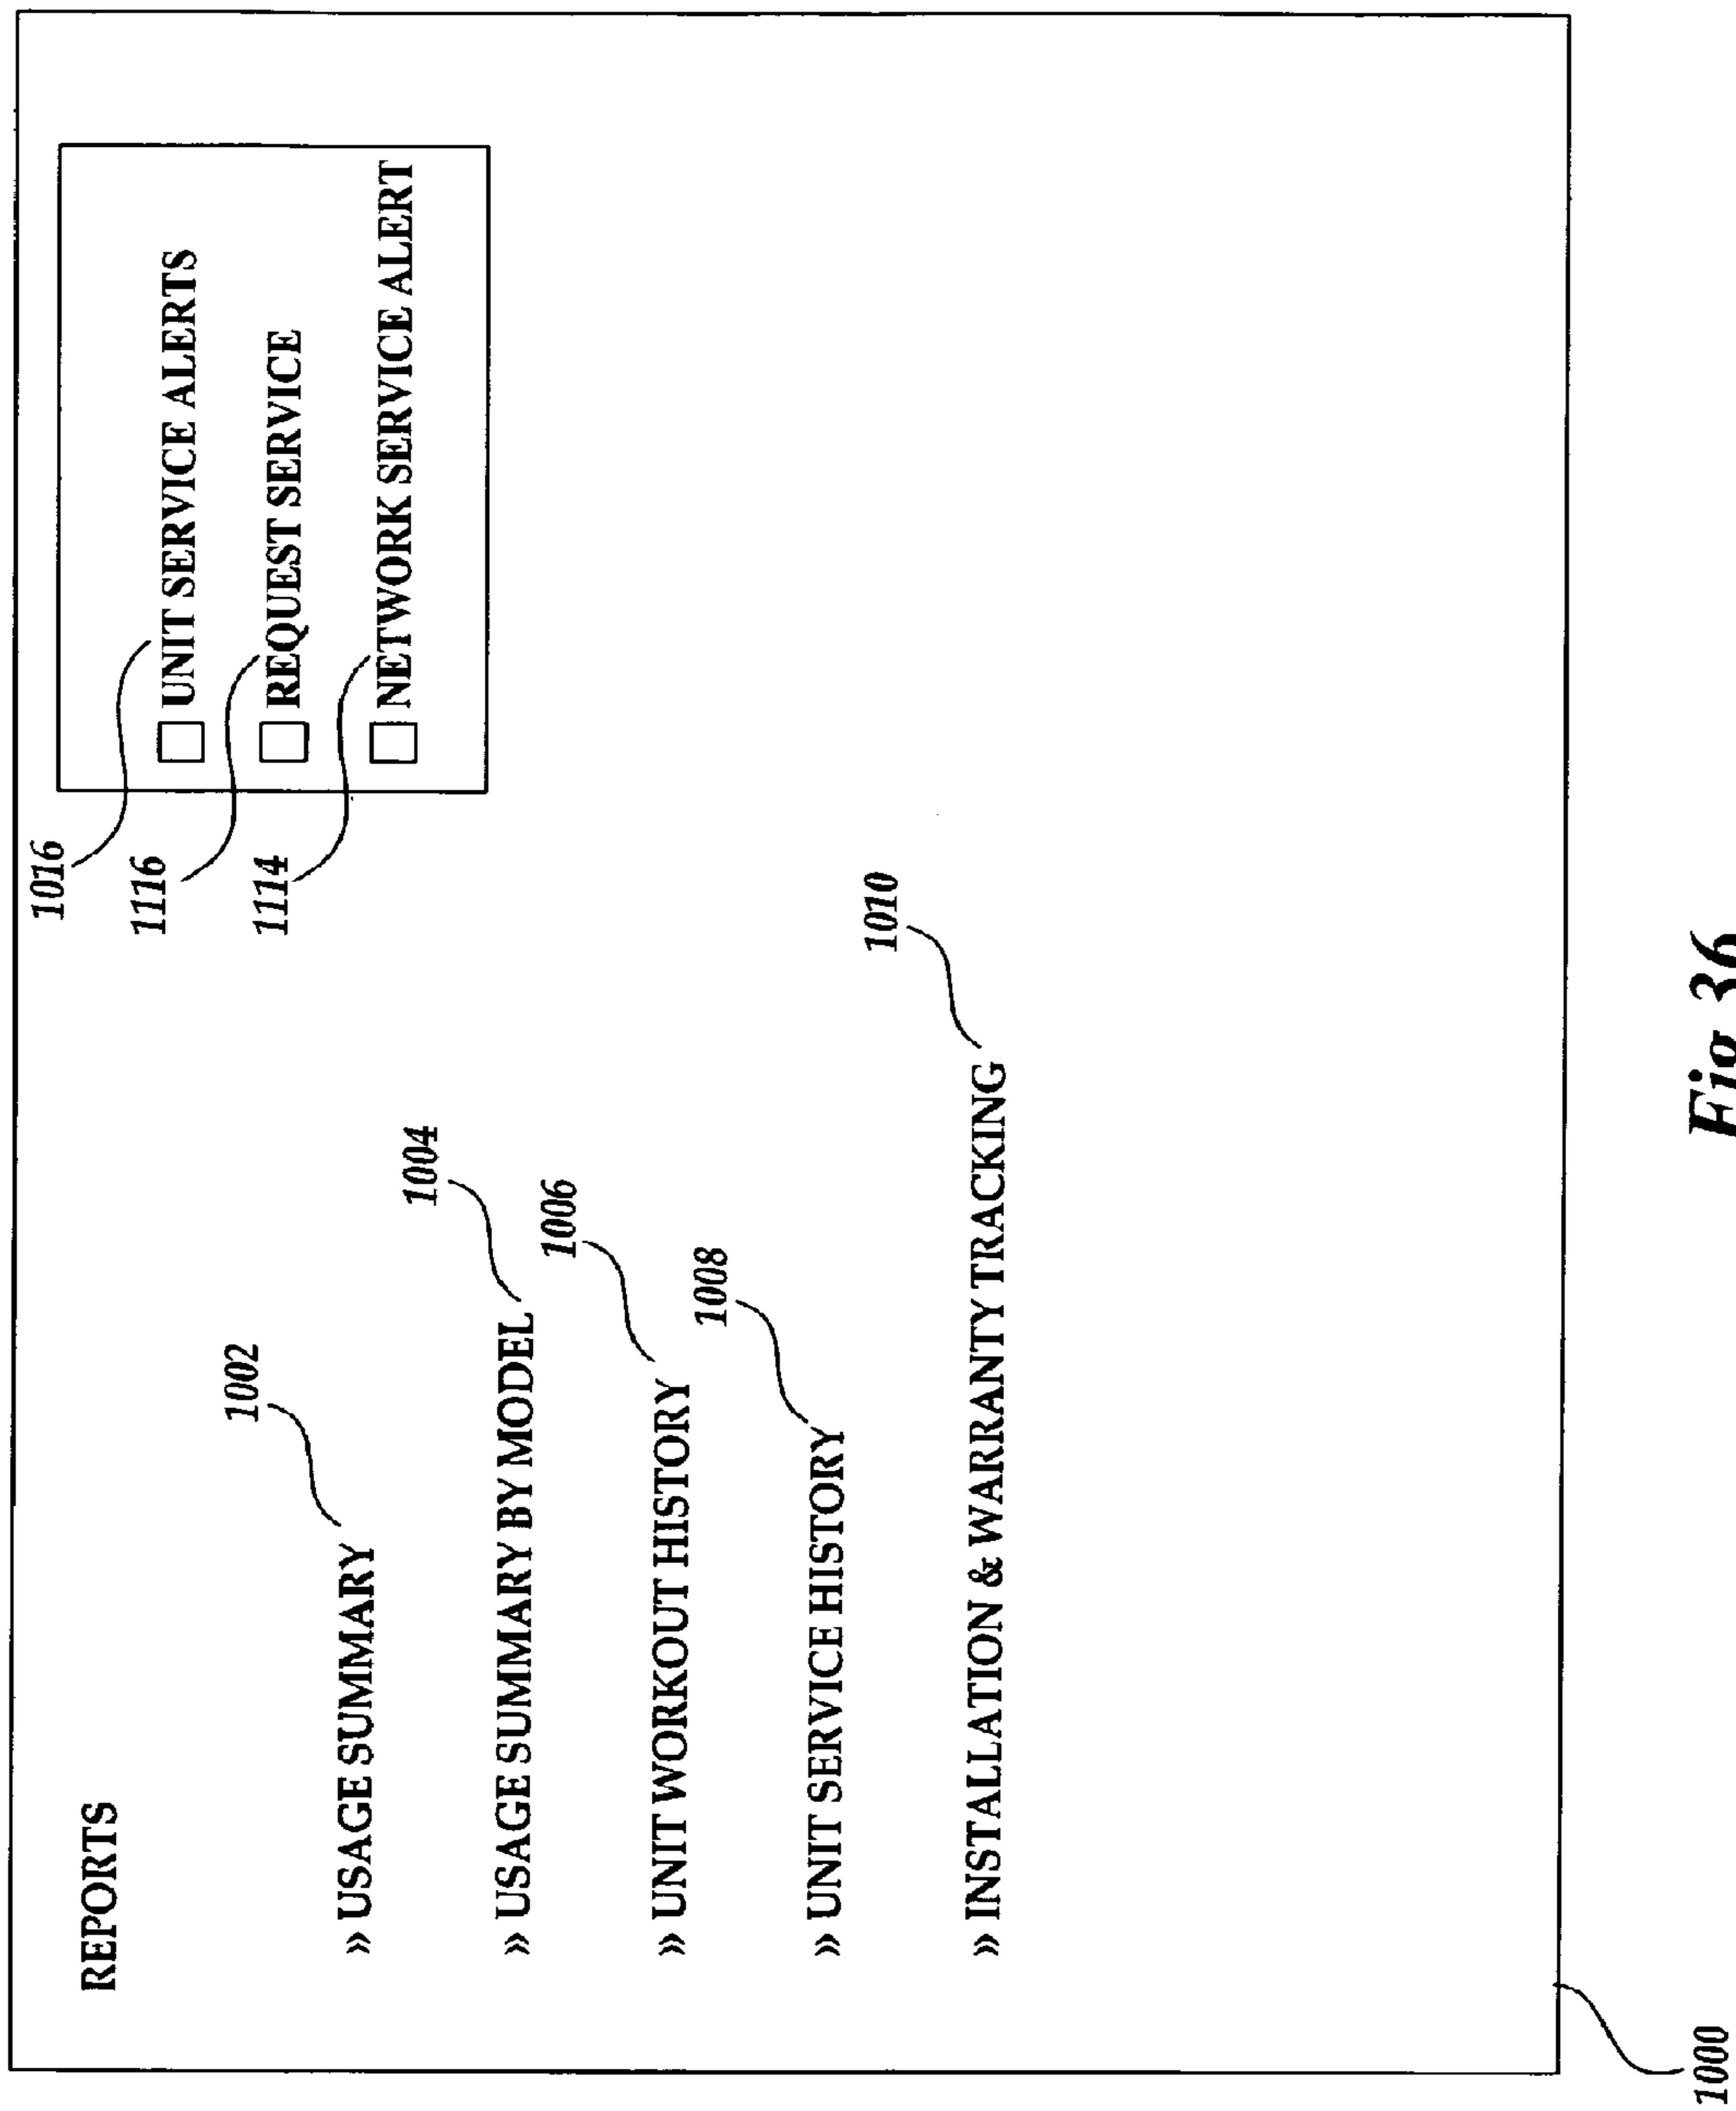 REPORTS
1016
UNIT SERVICE ALERTS
1116
REQUEST SERVICE
1114
NETWORK SERVICE ALERT
1002
» USAGE SUMMARY
1004
» USAGE SUMMARY BY MODEL
1006
» UNIT WORKOUT HISTORY
1008
» UNIT SERVICE HISTORY
1010
» INSTALLATION & WARRANTY TRACKING
1000
Fig. 36